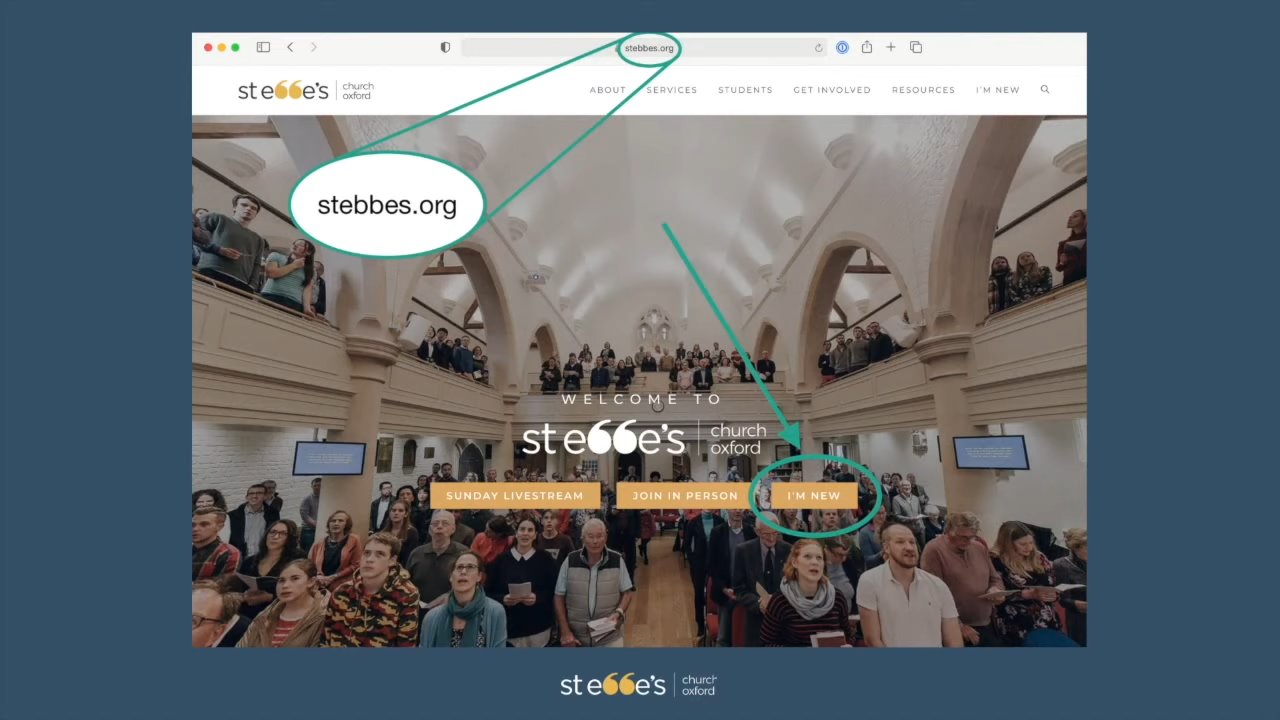 stebbes.org
st ebbe's church
oxford
ABOUT SERVICES STUDENTS GET INVOLVED RESOURCES I'M NEW
stebbes.org
WELCOME TO
st ebbe's church
oxford
SUNDAY LIVESTREAM JOIN IN PERSON I'M NEW
st ebbe's church
oxford